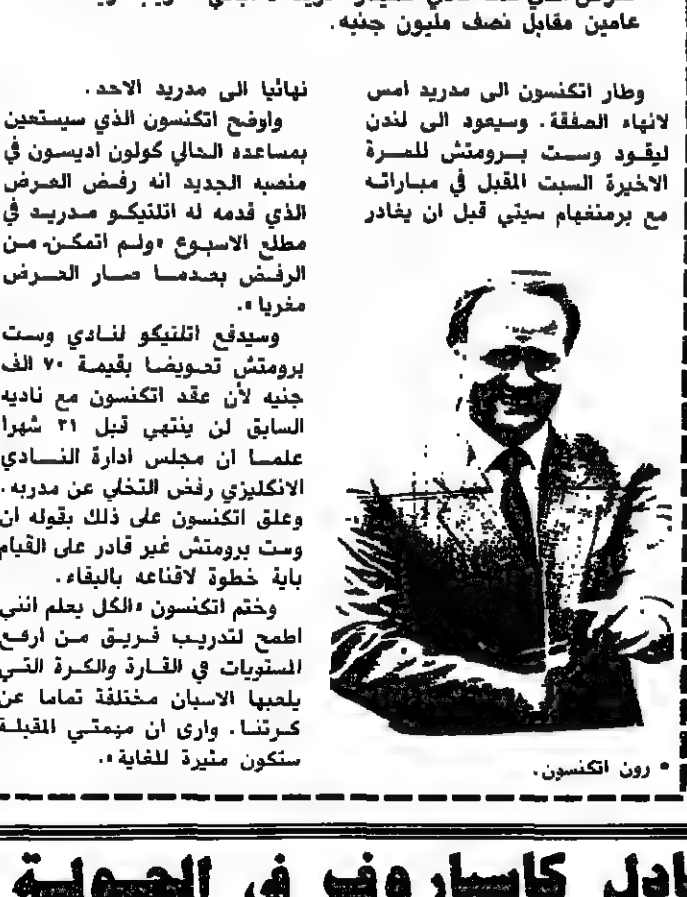 عامين مقابل نصف مليون جنيه.
وطار اتكنسون الى مدريد امس
لانهاء الصفقة. وسيعود الى لندن
ليقود وست برومتش للمرة
الاخيرة السبت المقبل في مباراته
مع برمنغهام سيتي قبل ان يغادر
نهائيا الى مدريد الاحد.
واوضح اتكنسون الذي سيستعين
بمساعده الحالي كولون اديسون في
منصبه الجديد انه رفض العرض
الذي قدمه له اتلتيكو مدريد في
مطلع الاسبوع «ولم اتمكن من
الرفض بعدما صار العرض
مغريا».
وسيدفع اتلتيكو لنادي وست
برومتش تعويضا بقيمة ٧٠ الف
جنيه لأن عقد اتكنسون مع ناديه
السابق لن ينتهي قبل ٢١ شهرا
علما ان مجلس ادارة النادي
الانكليزي رفض التخلي عن مدربه.
وعلق اتكنسون على ذلك بقوله ان
وست برومتش غير قادر على القيام
باية خطوة لاقناعه بالبقاء.
وختم اتكنسون «الكل يعلم انني
اطمح لتدريب فريق من ارفع
المستويات في القارة والكرة التي
يلعبها الاسبان مختلفة تماما عن
كرتنا. وارى ان مهمتي المقبلة
ستكون مثيرة للغاية».
• رون اتكنسون.
كاسباروف في الجولة